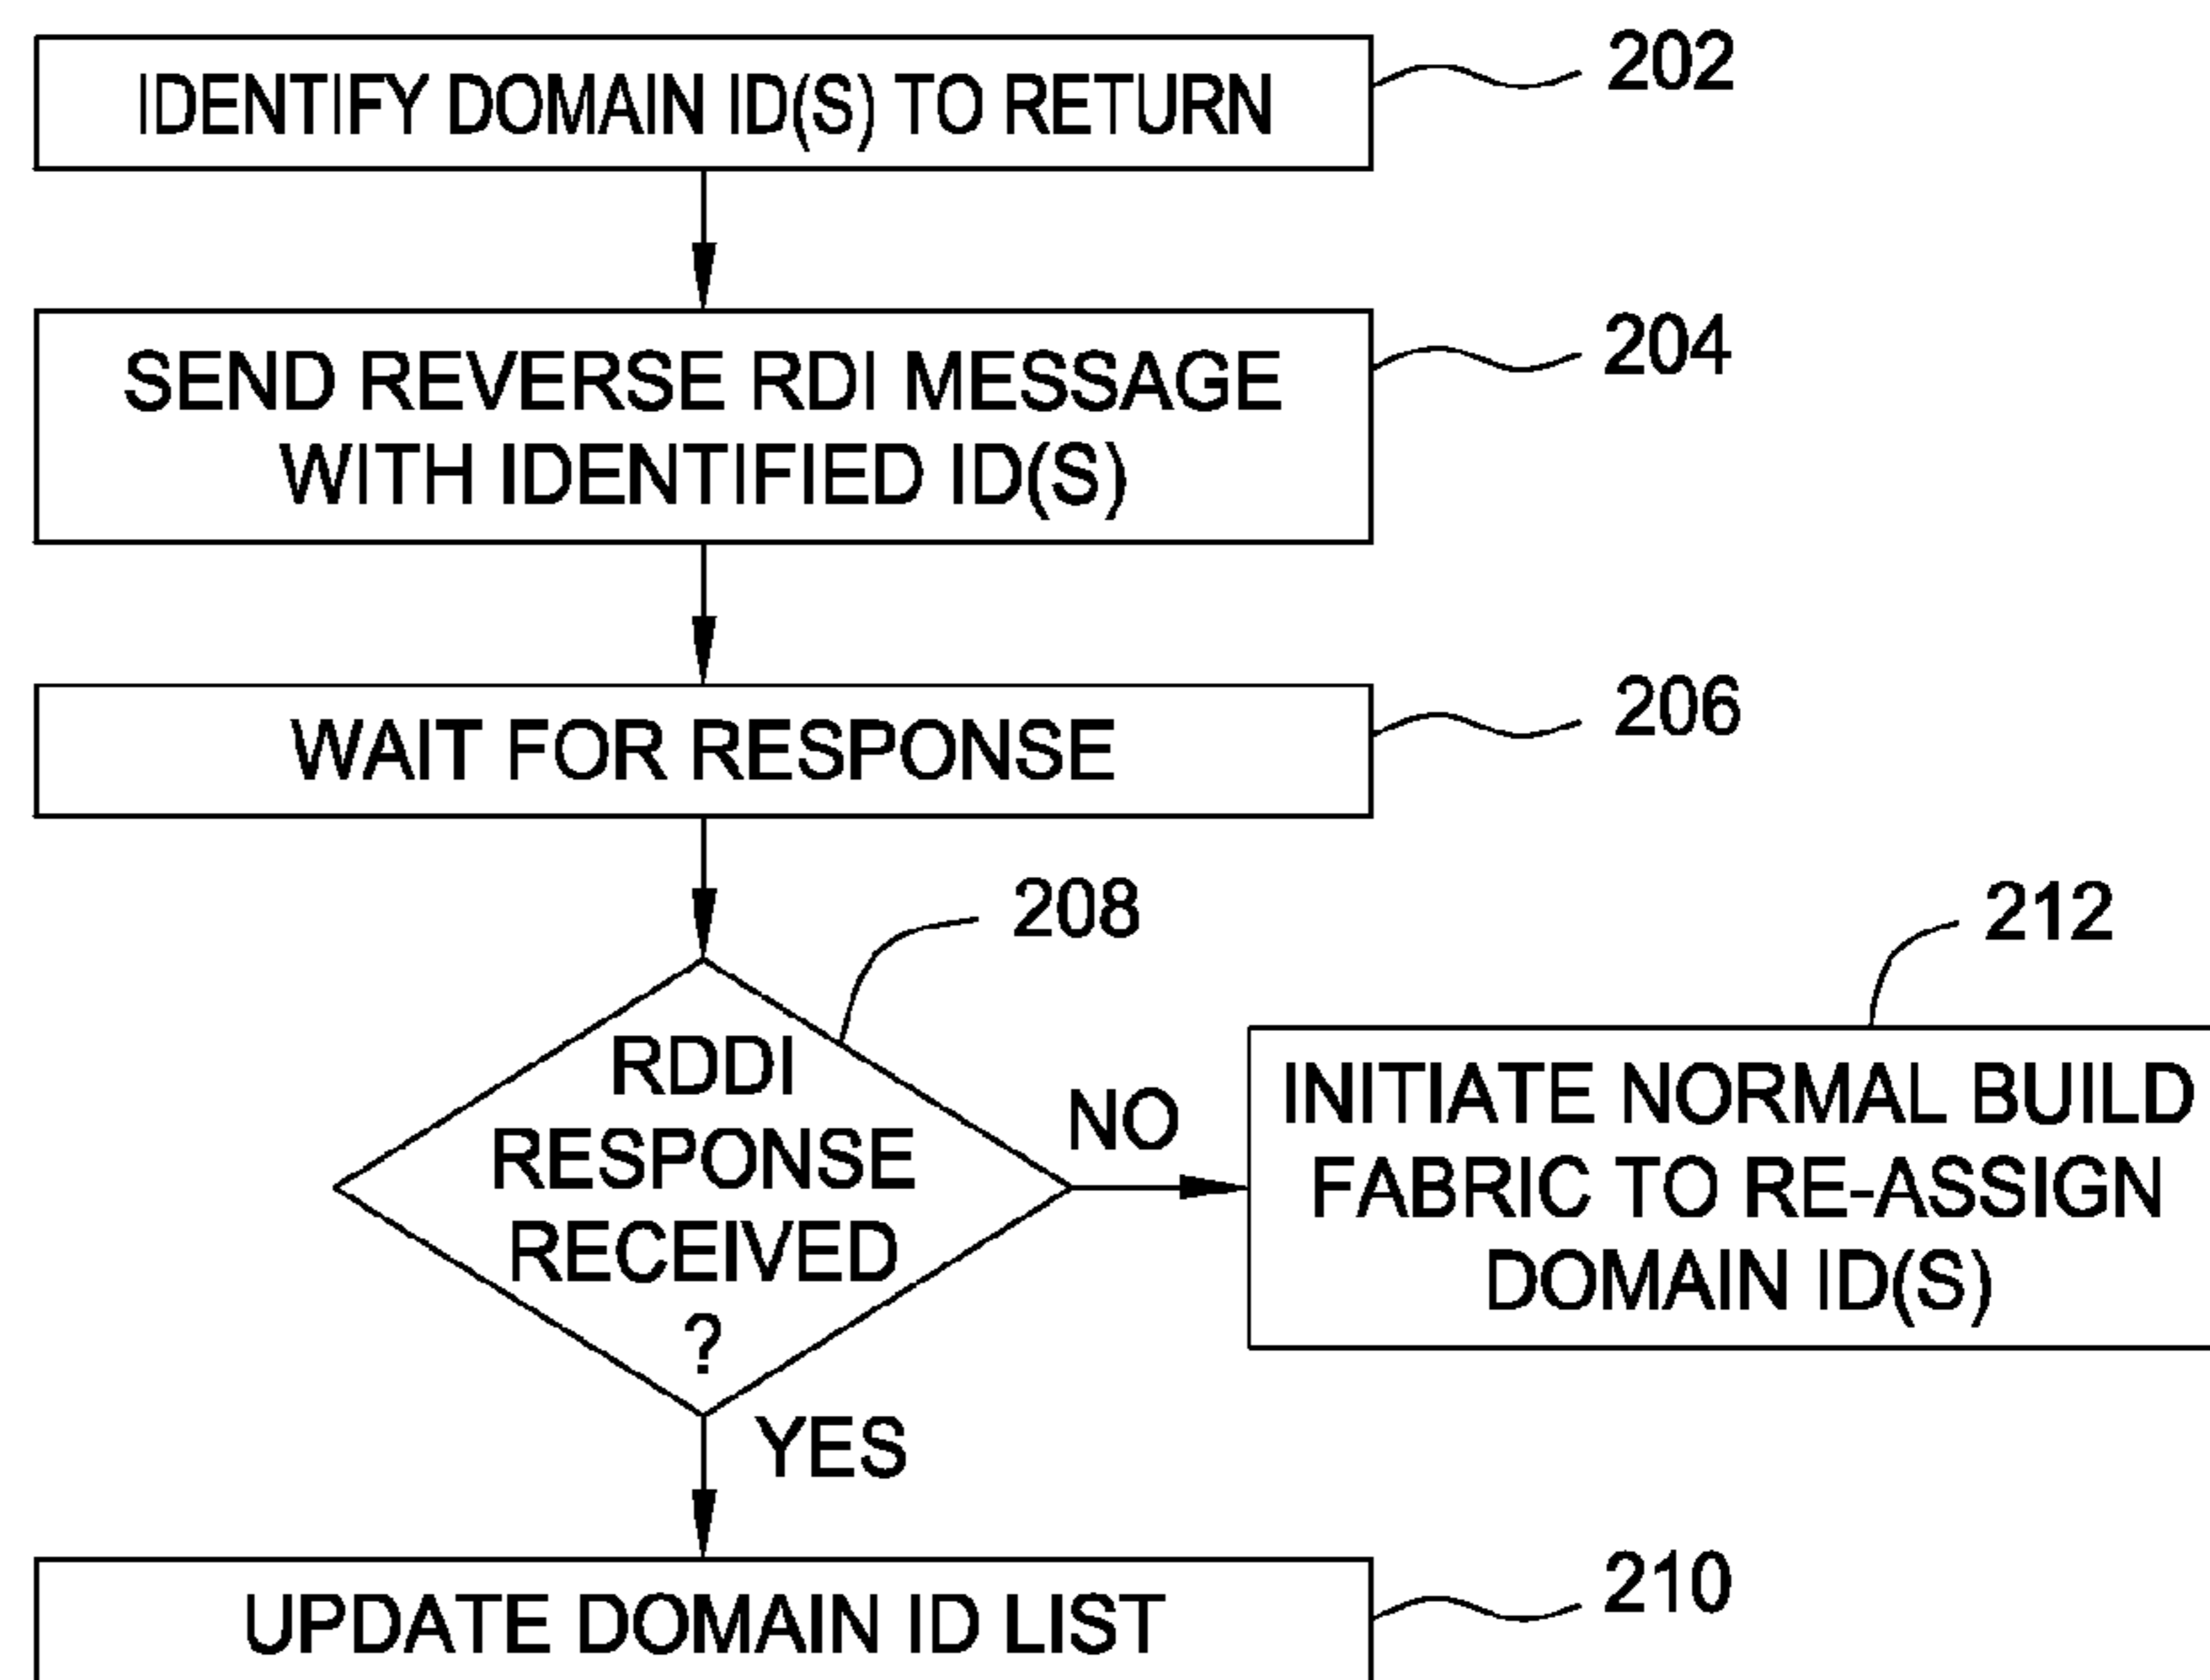 IDENTIFY DOMAIN ID(S) TO RETURN
202
SEND REVERSE RDI MESSAGE
WITH IDENTIFIED ID(S)
204
WAIT FOR RESPONSE
206
208
RDDI
RESPONSE
RECEIVED
?
NO
212
INITIATE NORMAL BUILD
FABRIC TO RE-ASSIGN
DOMAIN ID(S)
YES
UPDATE DOMAIN ID LIST
210